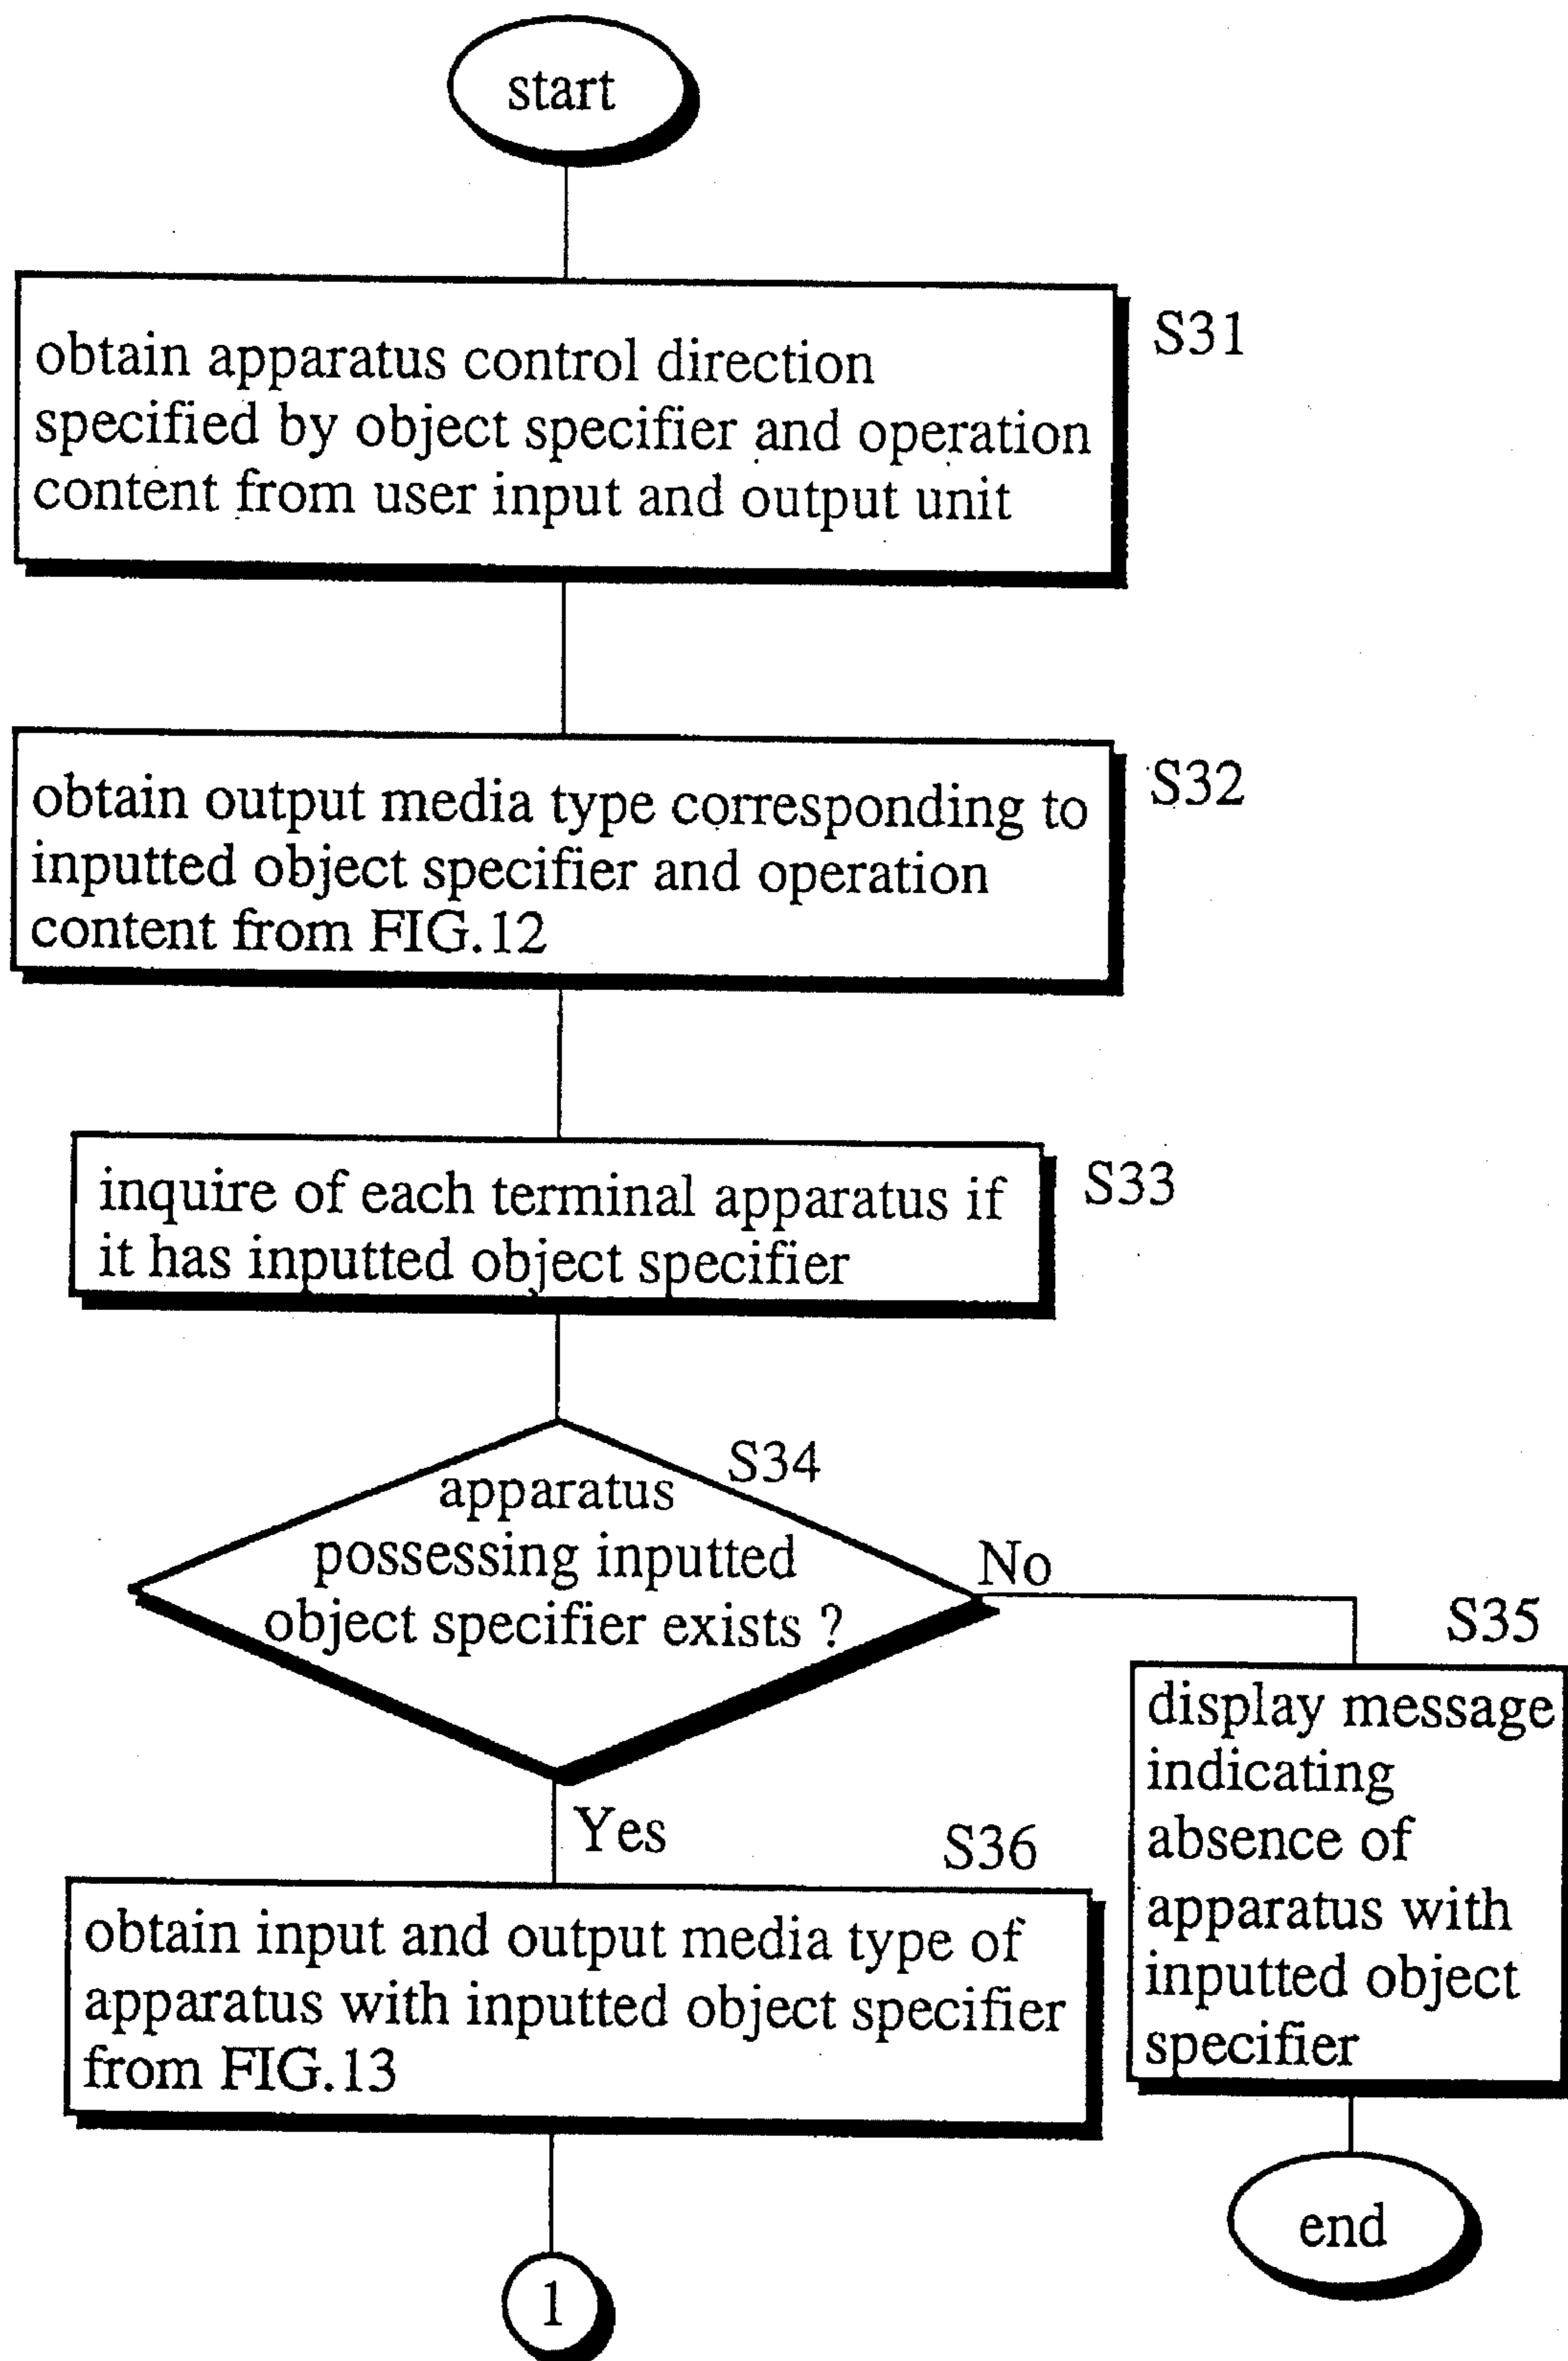 start
S31
obtain apparatus control direction
specified by object specifier and operation
content from user input and output unit
S32
obtain output media type corresponding to
inputted object specifier and operation
content from FIG.12
S33
inquire of each terminal apparatus if
it has inputted object specifier
S34
apparatus
possessing inputted
object specifier exists ?
No
S35
display message
indicating
absence of
apparatus with
inputted object
specifier
end
Yes
S36
obtain input and output media type of
apparatus with inputted object specifier
from FIG.13
1